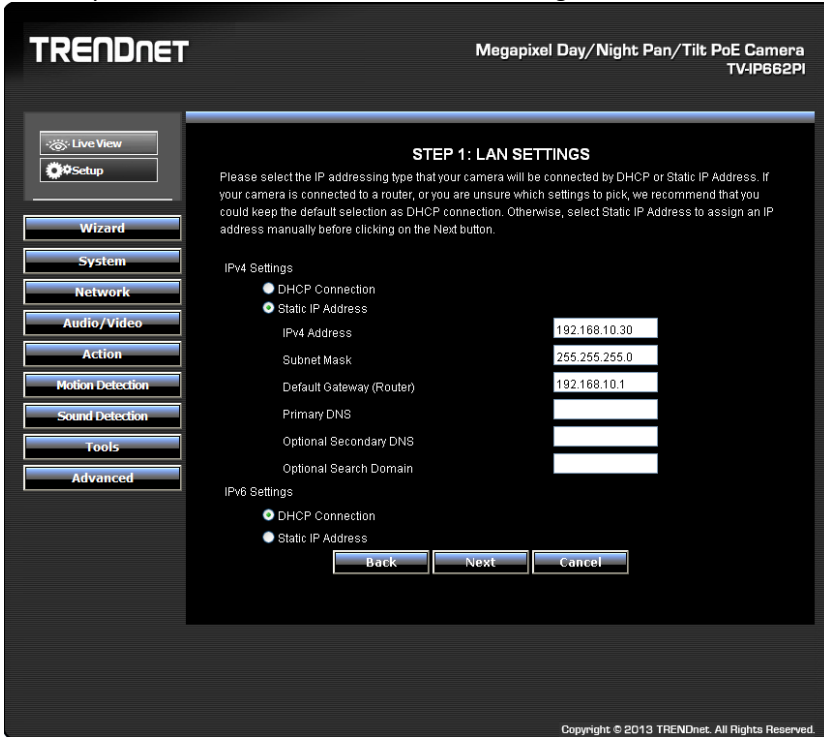 TRENDnet
Megapixel Day/Night Pan/Tilt PoE Camera
TV-IP662PI
Live View
Setup
Wizard
System
Network
Audio/Video
Action
Motion Detection
Sound Detection
Tools
Advanced
STEP 1: LAN SETTINGS
Please select the IP addressing type that your camera will be connected by DHCP or Static IP Address. If
your camera is connected to a router, or you are unsure which settings to pick, we recommend that you
could keep the default selection as DHCP connection. Otherwise, select Static IP Address to assign an IP
address manually before clicking on the Next button.
IPv4 Settings
DHCP Connection
Static IP Address
IPv4 Address 192.168.10.30
Subnet Mask 255.255.255.0
Default Gateway (Router) 192.168.10.1
Primary DNS
Optional Secondary DNS
Optional Search Domain
IPv6 Settings
DHCP Connection
Static IP Address
Back Next Cancel
Copyright © 2013 TRENDnet. All Rights Reserved.